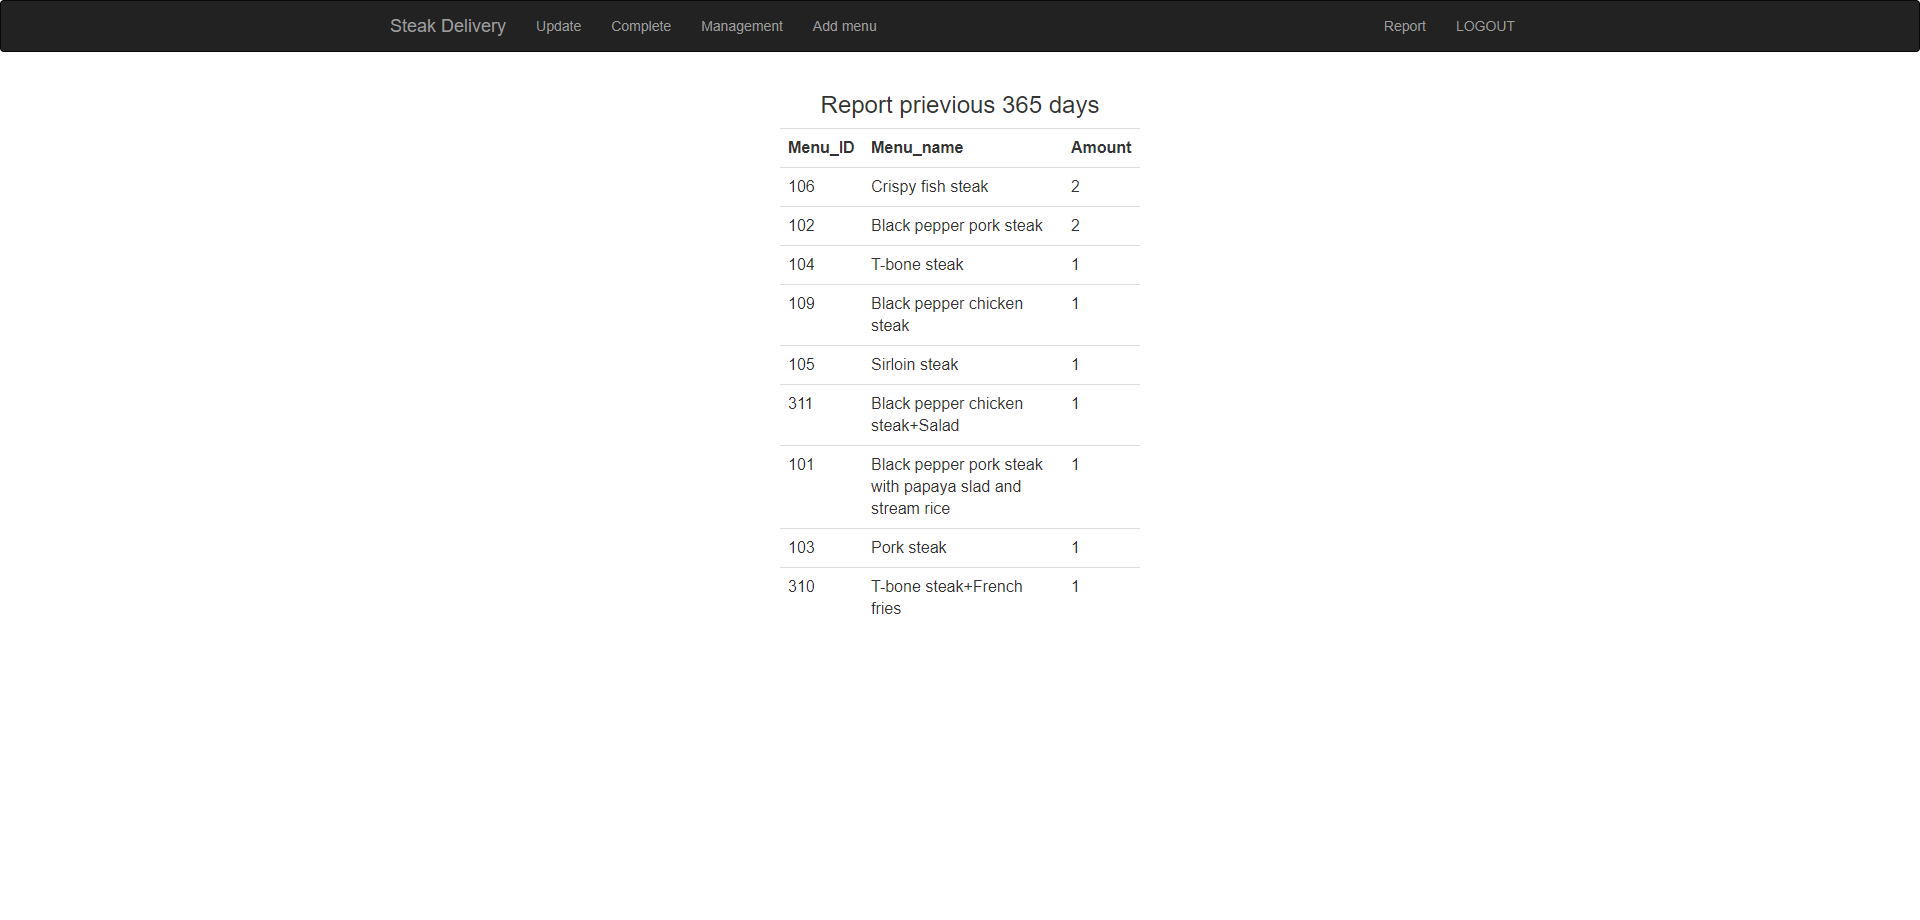 Steak Delivery Update Complete Management Add menu Report LOGOUT
Report prievious 365 days
Menu_ID Menu_name Amount
106 Crispy fish steak 2
102 Black pepper pork steak 2
104 T-bone steak 1
109 Black pepper chicken 1
steak
105 Sirloin steak 1
311 Black pepper chicken 1
steak+Salad
101 Black pepper pork steak 1
with papaya slad and
stream rice
103 Pork steak 1
310 T-bone steak+French 1
fries